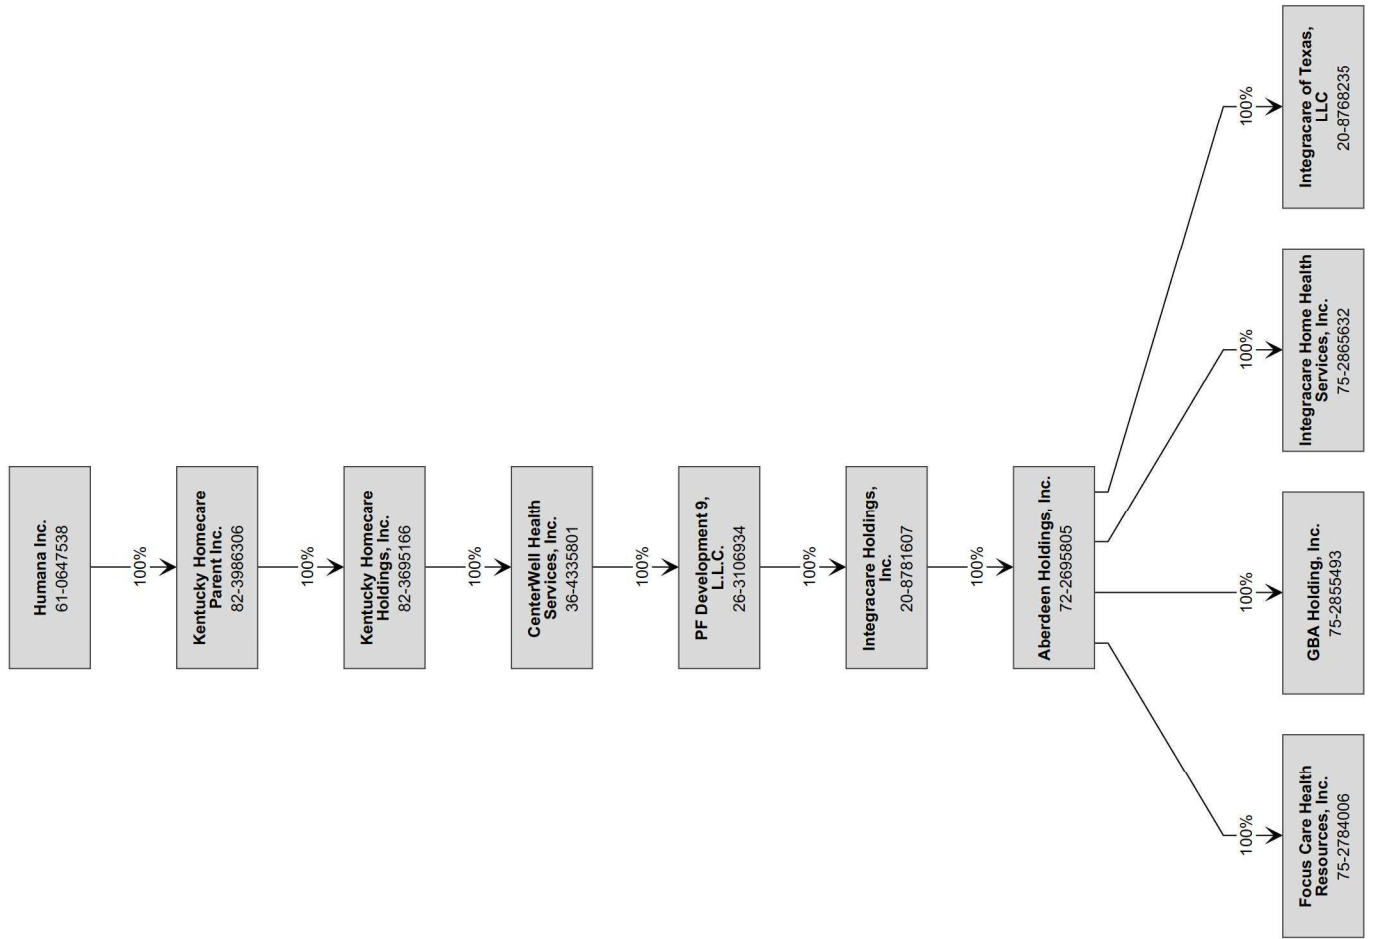 Humana Inc.
61-0647538
100%
Kentucky Homecare
Parent Inc.
82-3986306
100%
Kentucky Homecare
Holdings, Inc.
82-3695166
100%
CenterWell Health
Services, Inc.
36-4335801
100%
PF Development 9,
L.L.C.
26-3106934
100%
Integracare Holdings,
Inc.
20-8781607
100%
Aberdeen Holdings, Inc.
72-2695805
100%
Focus Care Health
Resources, Inc.
75-2784006
100%
GBA Holding, Inc.
75-2855493
100%
Integracare Home Health
Services, Inc.
75-2865632
100%
Integracare of Texas,
LLC
20-8768235